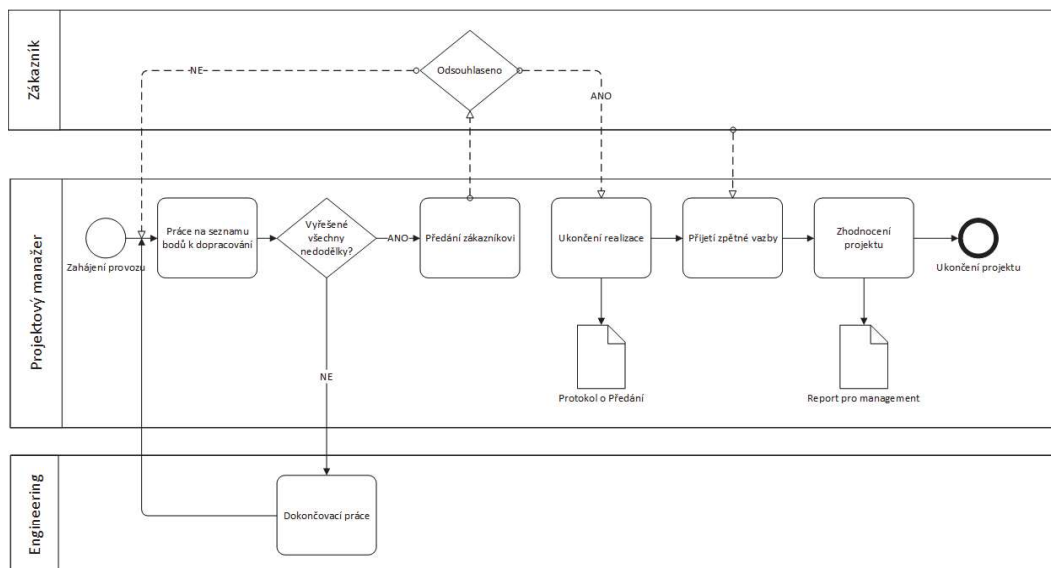 Zákazník
NE
Odsouhlaseno
ANO
Projektový manažer
Zahájení provozu
Práce na seznamu
bodů k dopracování
Vyřešené
všechny
nedodělky?
ANO
Předání zákazníkovi
Ukončení realizace
Přijetí zpětné vazby
Zhodnocení
projektu
Ukončení projektu
NE
Protokol o Předání
Report pro management
Engineering
Dokončovací práce